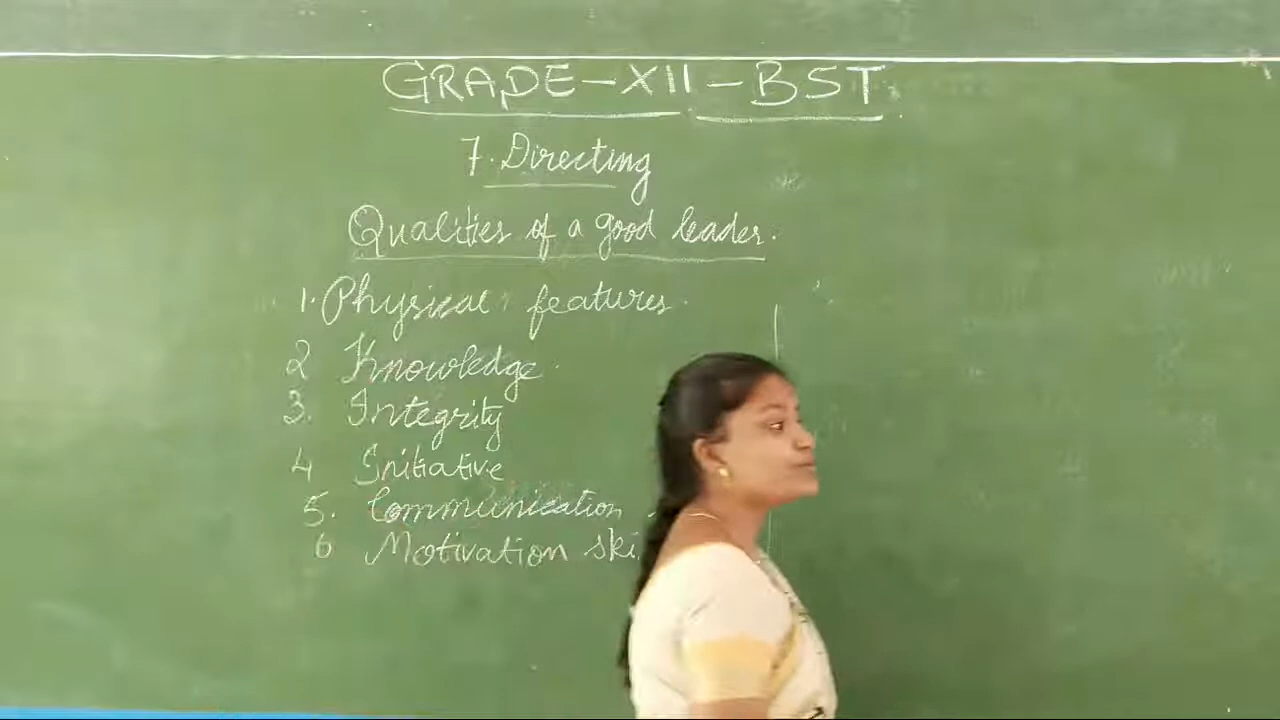 GRADE-XII-BST
7. Directing
Qualities of a good leader.
1. Physical features.
2 Knowledge.
3. Integrity
4 Initiative
5. Communication
6 Motivation ski